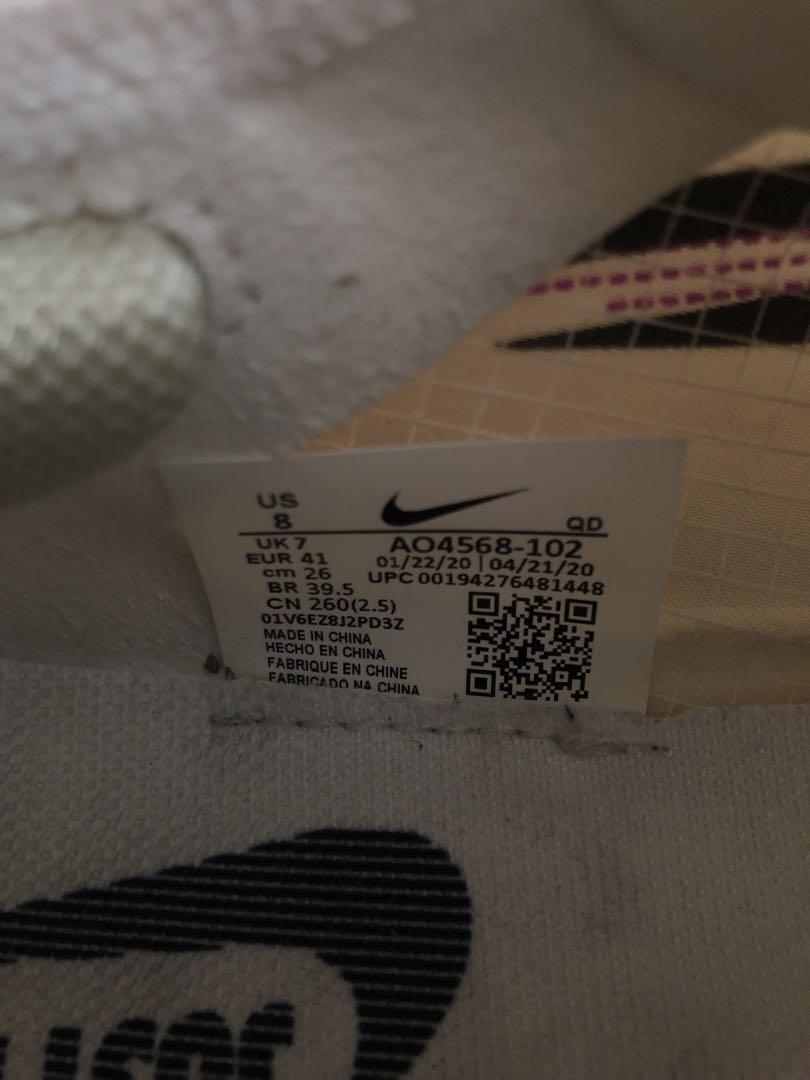 US
8
QD
UK 7
EUR 41
cm 26
BR 39.5
CN 260(2.5)
01V6EZ8J2PD3Z
MADE IN CHINA
HECHO EN CHINA
FABRIQUE EN CHINE
FABRICADO NA CHINA
AO4568-102
01/22/20 | 04/21/20
UPC 00194276481448